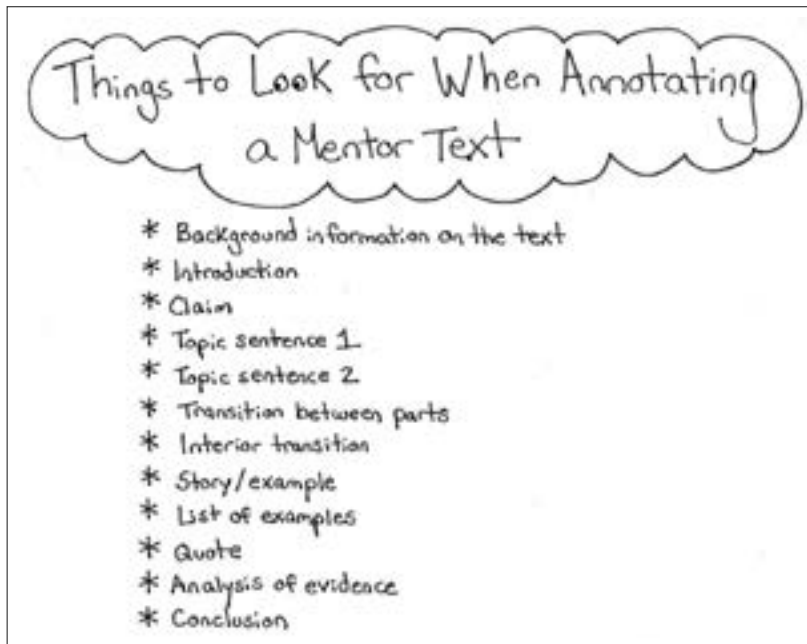 Things to Look for When Annotating
a Mentor Text
* Background information on the text
* Introduction
* Claim
* Topic sentence 1
* Topic sentence 2
* Transition between parts
* Interior transition
* Story/example
* List of examples
* Quote
* Analysis of evidence
* Conclusion